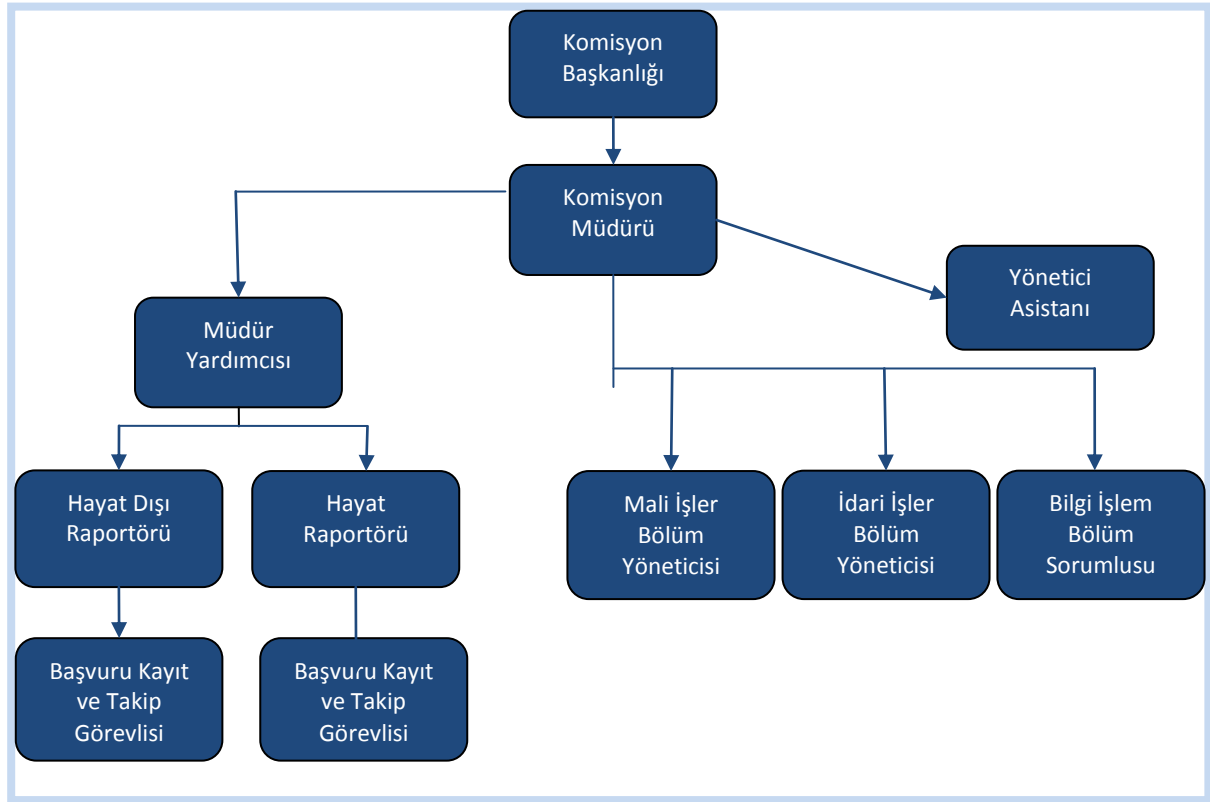 Komisyon
Başkanlığı
Komisyon
Müdürü
Yönetici
Asistanı
Müdür
Yardımcısı
Hayat Dışı
Raportörü
Hayat
Raportörü
Mali İşler
Bölüm
Yöneticisi
İdari İşler
Bölüm
Yöneticisi
Bilgi İşlem
Bölüm
Sorumlusu
Başvuru Kayıt
ve Takip
Görevlisi
Başvuru Kayıt
ve Takip
Görevlisi